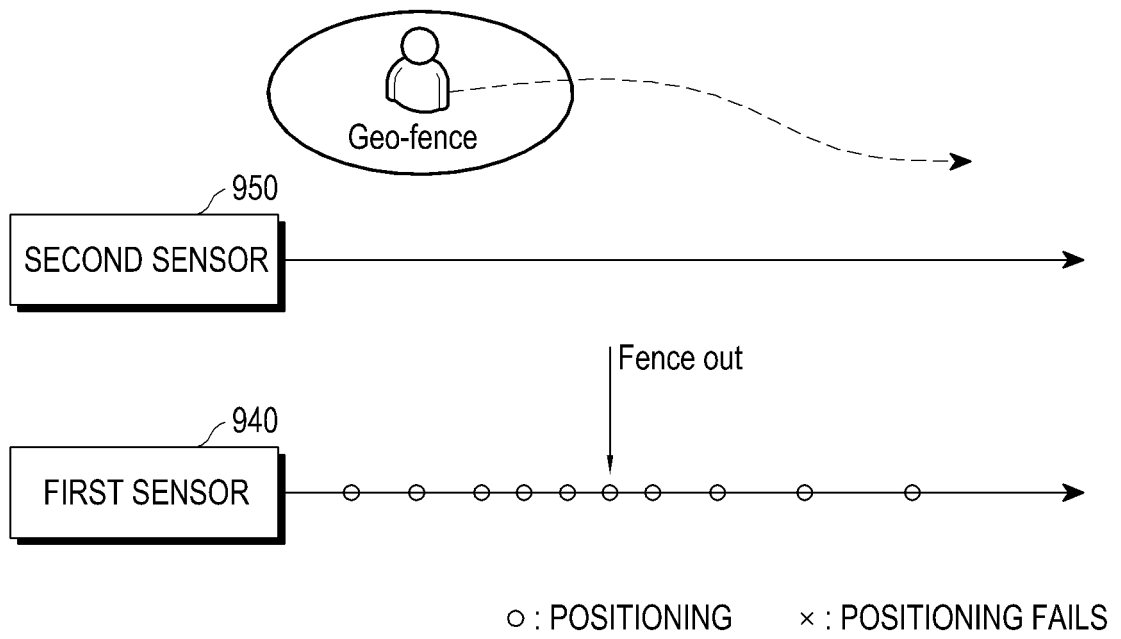 Geo-fence
950
SECOND SENSOR
Fence out
940
FIRST SENSOR
○ : POSITIONING × : POSITIONING FAILS